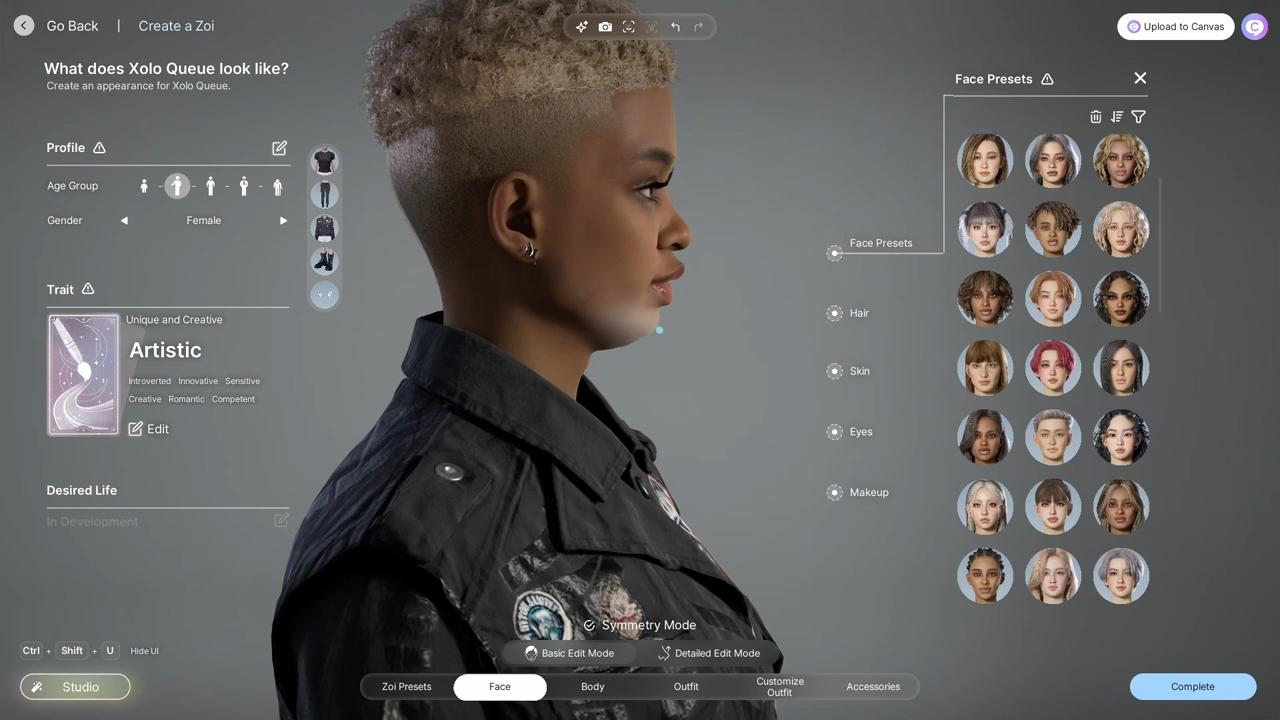 Go Back | Create a Zoi
Upload to Canvas
What does Xolo Queue look like?
Create an appearance for Xolo Queue.
Profile
Age Group
Gender
Female
Trait
Unique and Creative
Artistic
Introverted Innovative Sensitive
Creative Romantic Competent
Edit
Desired Life
In Development
Ctrl + Shift + U Hide UI
Studio
Face Presets
Face Presets
Hair
Skin
Eyes
Makeup
Symmetry Mode
Basic Edit Mode
Detailed Edit Mode
Zoi Presets
Face
Body
Outfit
Customize
Outfit
Accessories
Complete